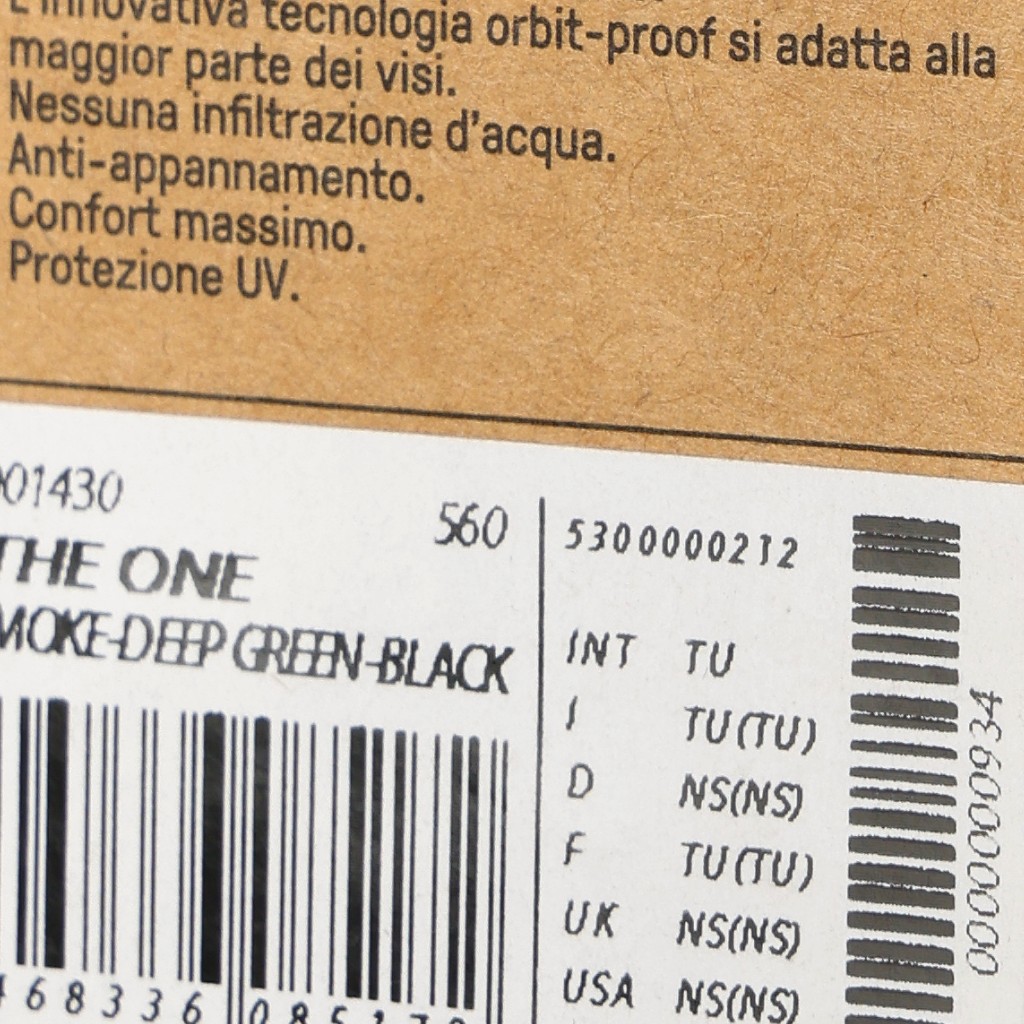 L'innovativa tecnologia orbit-proof si adatta alla
maggior parte dei visi.
Nessuna infiltrazione d'acqua.
Anti-appannamento.
Confort massimo.
Protezione UV.
01430
560
THE ONE
MOKE-DEEP GREEN-BLACK
5300000212
INT TU
I TU(TU)
D NS(NS)
F TU(TU)
UK NS(NS)
USA NS(NS)
0000000934
68336